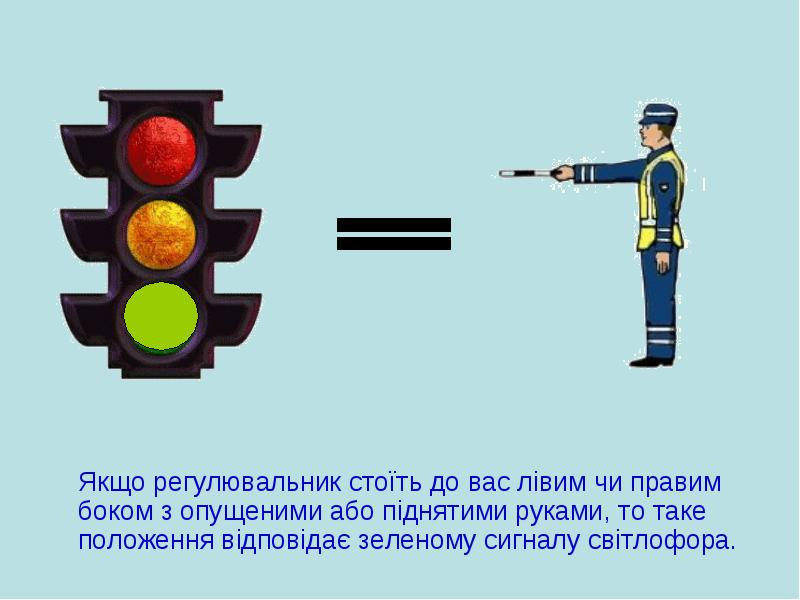 Якщо регулювальник стоїть до вас лівим чи правим
боком з опущеними або піднятими руками, то таке
положення відповідає зеленому сигналу світлофора.